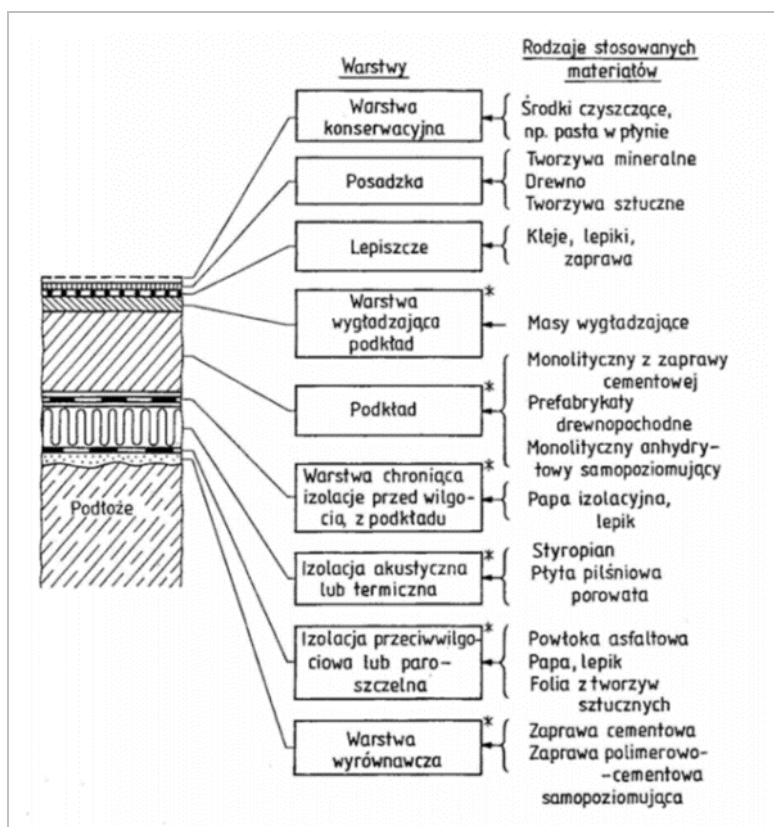 Warstwy
Rodzaje stosowanych
materiałów
Warstwa
konserwacyjna
Środki czyszczące,
np. pasta w płynie
Posadzka
Tworzywa mineralne
Drewno
Tworzywa sztuczne
Lepiszcze
Kleje, lepiki,
zaprawa
*
Warstwa
wygładzająca
podkład
Masy wygładzające
*
Podkład
Monolityczny z zaprawy
cementowej
Prefabrykaty
drewnopochodne
Monolityczny anhydry-
towy samopoziomujący
*
Warstwa chroniąca
izolacje przed wilgo-
cią, z podkładu
Papa izolacyjna,
lepik
*
Izolacja akustyczna
lub termiczna
Styropian
Płyta pilśniowa
porowata
*
Izolacja przeciwwilgo-
ciowa lub paro-
szczelna
Powłoka asfaltowa
Papa, lepik
Folia z tworzyw
sztucznych
*
Warstwa
wyrównawcza
Zaprawa cementowa
Zaprawa polimerowo-
-cementowa
samopoziomująca
Podłoże